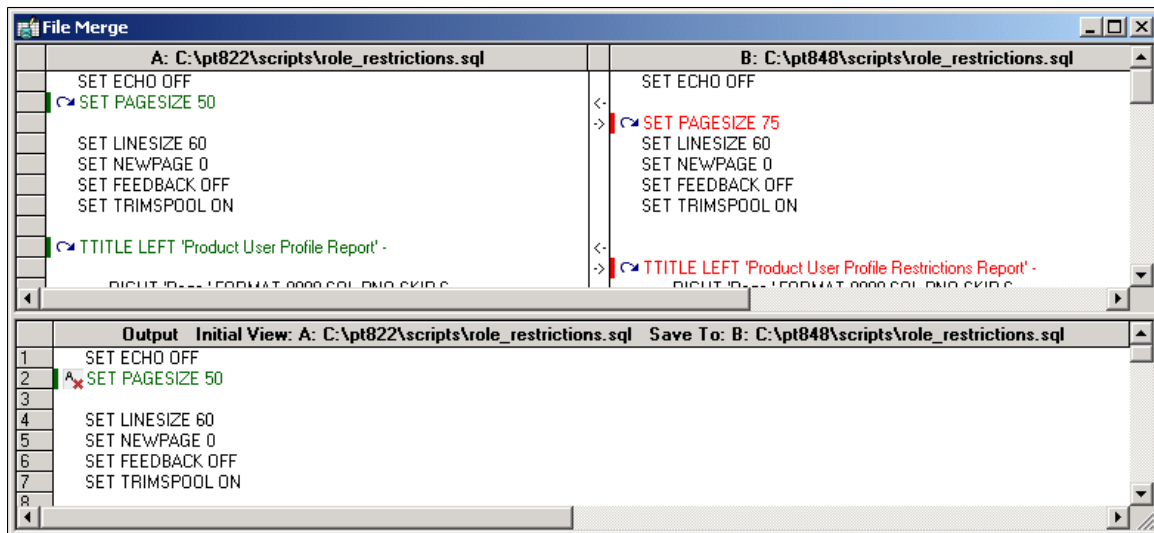 File Merge
A: C:\pt822\scripts\role_restrictions.sql
SET ECHO OFF
SET PAGESIZE 50
SET LINESIZE 60
SET NEWPAGE 0
SET FEEDBACK OFF
SET TRIMSPOOL ON
TTITLE LEFT 'Product User Profile Report' -
<-
->
<-
->
B: C:\pt848\scripts\role_restrictions.sql
SET ECHO OFF
SET PAGESIZE 75
SET LINESIZE 60
SET NEWPAGE 0
SET FEEDBACK OFF
SET TRIMSPOOL ON
TTITLE LEFT 'Product User Profile Restrictions Report' -
Output Initial View: A: C:\pt822\scripts\role_restrictions.sql Save To: B: C:\pt848\scripts\role_restrictions.sql
1 SET ECHO OFF
2 A SET PAGESIZE 50
3
4 SET LINESIZE 60
5 SET NEWPAGE 0
6 SET FEEDBACK OFF
7 SET TRIMSPOOL ON
8